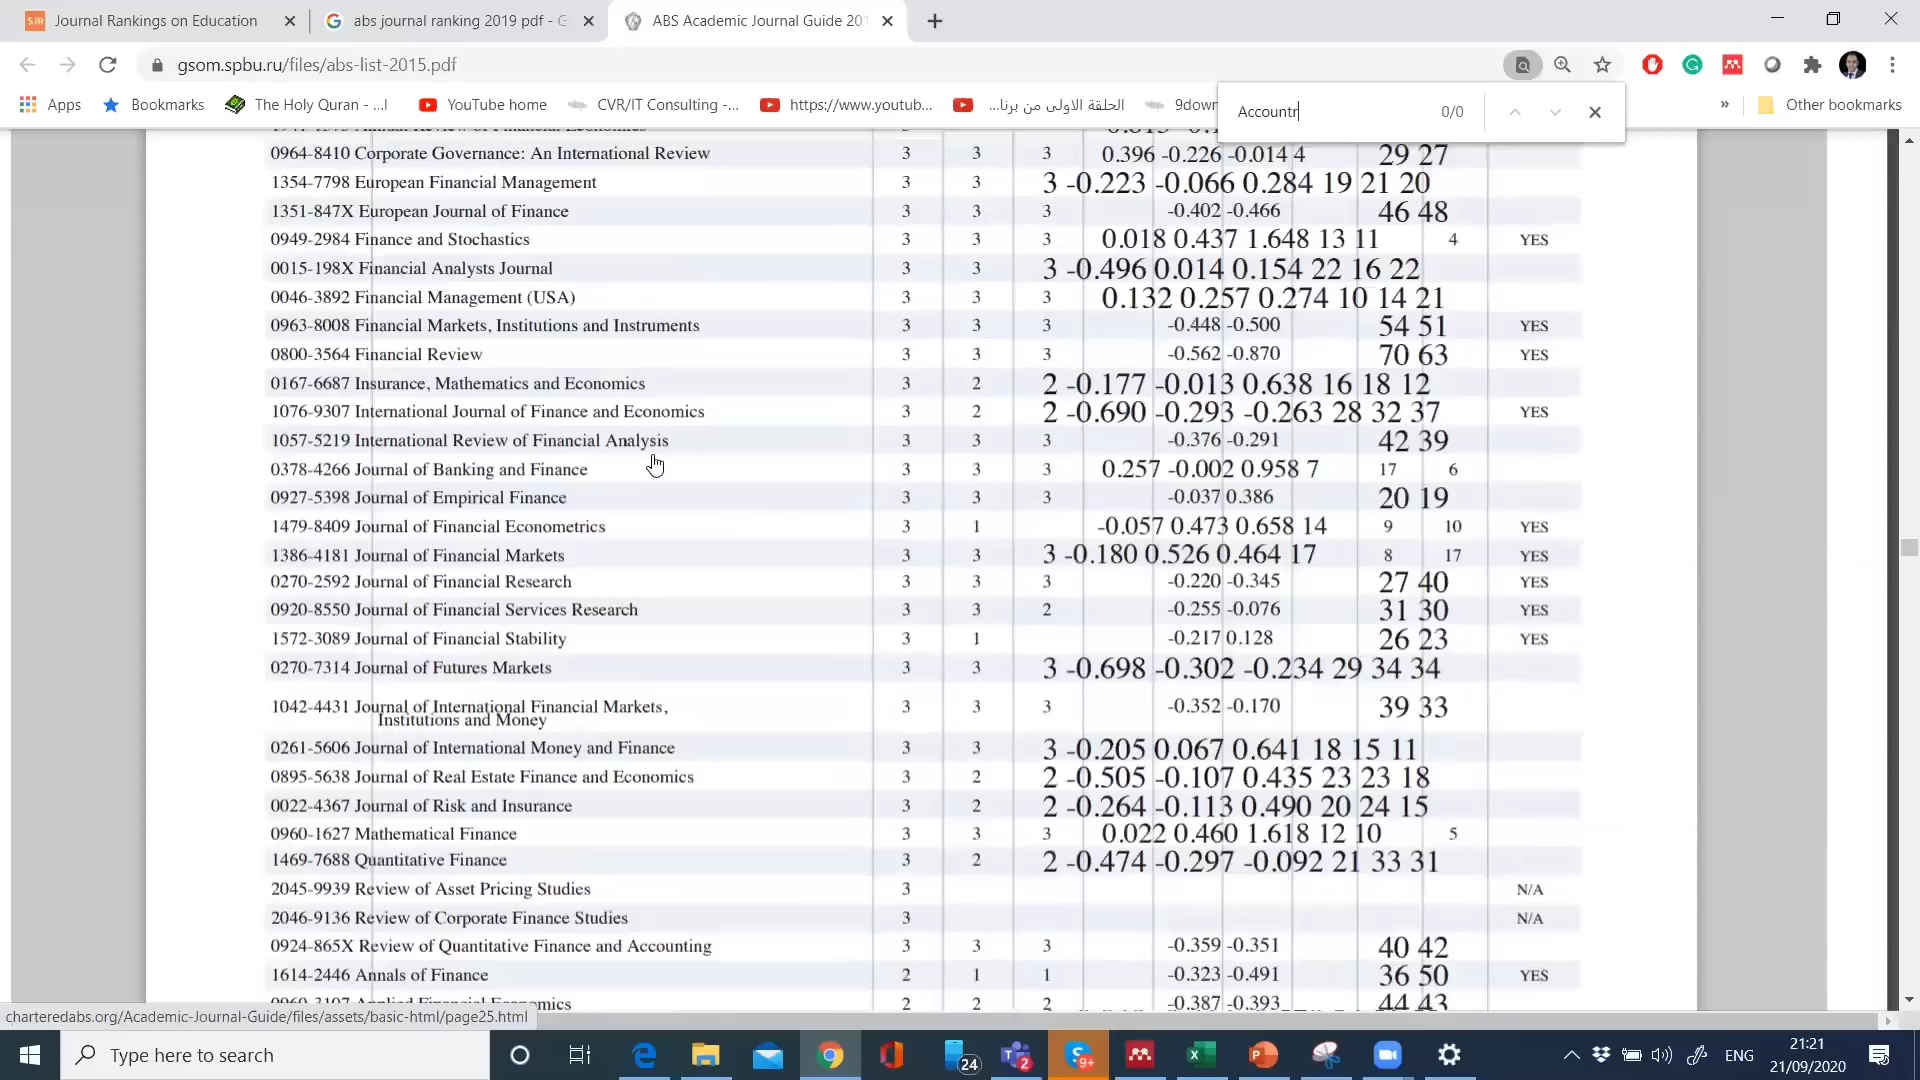 Journal Rankings on Education
abs journal ranking 2019 pdf - G
ABS Academic Journal Guide 201
gsom.spbu.ru/files/abs-list-2015.pdf
Accountr
0/0
Apps
Bookmarks
The Holy Quran - ...ا
YouTube home
CVR/IT Consulting -...
https://www.youtub...
الحلقة الاولى من برنا...
9down
»
Other bookmarks
0964-8410 Corporate Governance: An International Review 3 3 3 0.396 -0.226 -0.014 4 29 27
1354-7798 European Financial Management 3 3 3 -0.223 -0.066 0.284 19 21 20
1351-847X European Journal of Finance 3 3 3 -0.402 -0.466 46 48
0949-2984 Finance and Stochastics 3 3 3 0.018 0.437 1.648 13 11 4 YES
0015-198X Financial Analysts Journal 3 3 3 -0.496 0.014 0.154 22 16 22
0046-3892 Financial Management (USA) 3 3 3 0.132 0.257 0.274 10 14 21
0963-8008 Financial Markets, Institutions and Instruments 3 3 3 -0.448 -0.500 54 51 YES
0800-3564 Financial Review 3 3 3 -0.562 -0.870 70 63 YES
0167-6687 Insurance, Mathematics and Economics 3 2 2 -0.177 -0.013 0.638 16 18 12
1076-9307 International Journal of Finance and Economics 3 2 2 -0.690 -0.293 -0.263 28 32 37 YES
1057-5219 International Review of Financial Analysis 3 3 3 -0.376 -0.291 42 39
0378-4266 Journal of Banking and Finance 3 3 3 0.257 -0.002 0.958 7 17 6
0927-5398 Journal of Empirical Finance 3 3 3 -0.037 0.386 20 19
1479-8409 Journal of Financial Econometrics 3 1 -0.057 0.473 0.658 14 9 10 YES
1386-4181 Journal of Financial Markets 3 3 3 -0.180 0.526 0.464 17 8 17 YES
0270-2592 Journal of Financial Research 3 3 3 -0.220 -0.345 27 40 YES
0920-8550 Journal of Financial Services Research 3 3 2 -0.255 -0.076 31 30 YES
1572-3089 Journal of Financial Stability 3 1 -0.217 0.128 26 23 YES
0270-7314 Journal of Futures Markets 3 3 3 -0.698 -0.302 -0.234 29 34 34
1042-4431 Journal of International Financial Markets, 3 3 3 -0.352 -0.170 39 33
Institutions and Money
0261-5606 Journal of International Money and Finance 3 3 3 -0.205 0.067 0.641 18 15 11
0895-5638 Journal of Real Estate Finance and Economics 3 2 2 -0.505 -0.107 0.435 23 23 18
0022-4367 Journal of Risk and Insurance 3 2 2 -0.264 -0.113 0.490 20 24 15
0960-1627 Mathematical Finance 3 3 3 0.022 0.460 1.618 12 10 5
1469-7688 Quantitative Finance 3 2 2 -0.474 -0.297 -0.092 21 33 31
2045-9939 Review of Asset Pricing Studies 3 N/A
2046-9136 Review of Corporate Finance Studies 3 N/A
0924-865X Review of Quantitative Finance and Accounting 3 3 3 -0.359 -0.351 40 42
1614-2446 Annals of Finance 2 1 1 -0.323 -0.491 36 50 YES
0960-3107 Applied Financial Economics 2 2 2 -0.387 -0.393 44 43
charteredabs.org/Academic-Journal-Guide/files/assets/basic-html/page25.html
Type here to search
24
2
9+
ENG
21:21
21/09/2020